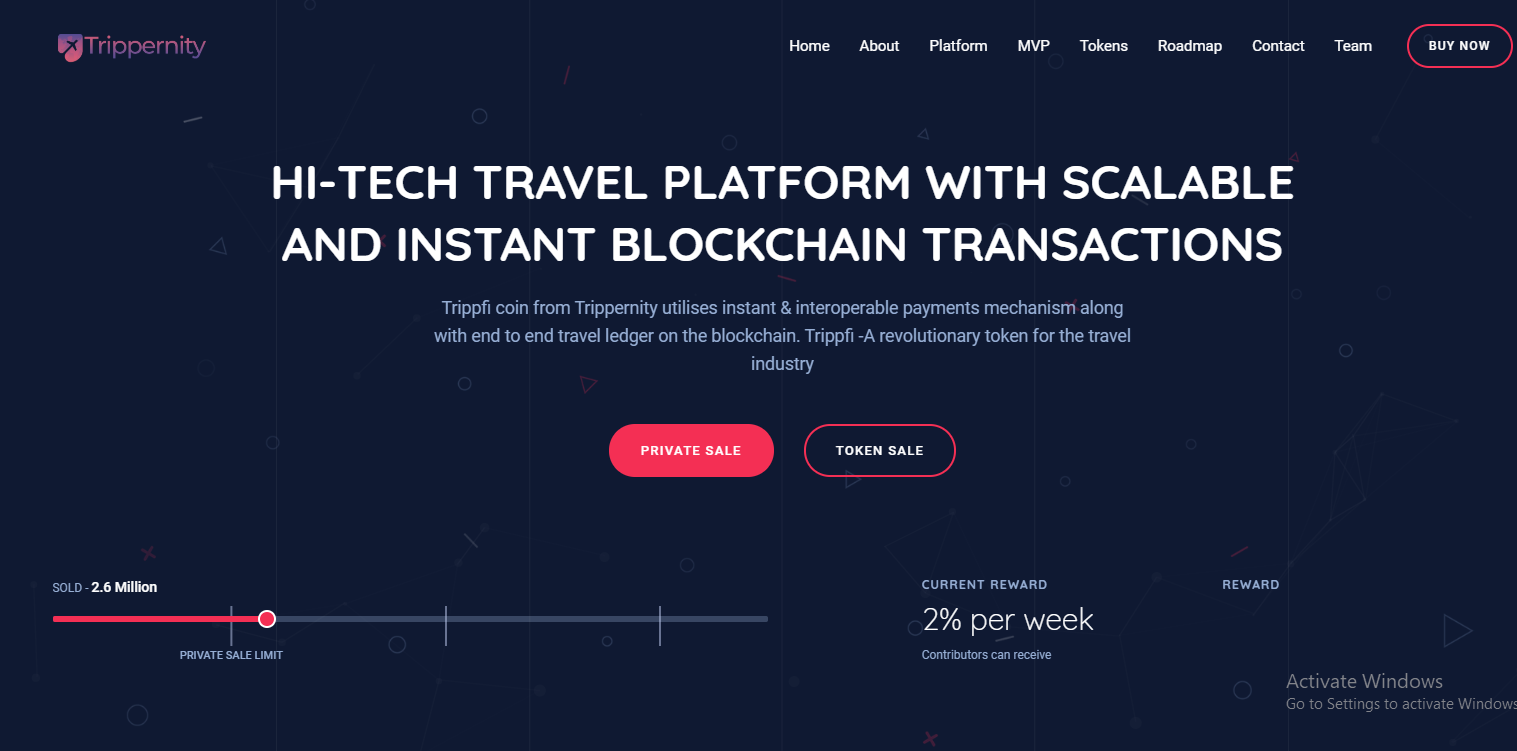 Trippernity
Home About Platform MVP Tokens Roadmap Contact Team BUY NOW
HI-TECH TRAVEL PLATFORM WITH SCALABLE
AND INSTANT BLOCKCHAIN TRANSACTIONS
Trippfi coin from Trippernity utilises instant & interoperable payments mechanism along
with end to end travel ledger on the blockchain. Trippfi -A revolutionary token for the travel
industry
PRIVATE SALE TOKEN SALE
SOLD - 2.6 Million
PRIVATE SALE LIMIT
CURRENT REWARD
2% per week
Contributors can receive
REWARD
Activate Windows
Go to Settings to activate Windows